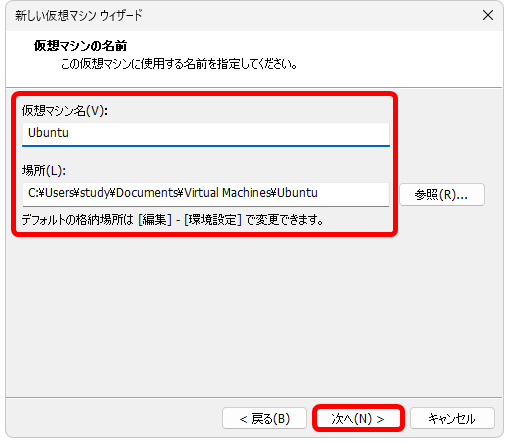 新しい仮想マシン ウィザード
仮想マシンの名前
この仮想マシンに使用する名前を指定してください。
仮想マシン名(V):
Ubuntu
場所(L):
C:¥Users¥study¥Documents¥Virtual Machines¥Ubuntu
参照(R)...
デフォルトの格納場所は [編集] - [環境設定] で変更できます。
< 戻る(B)
次へ(N) >
キャンセル